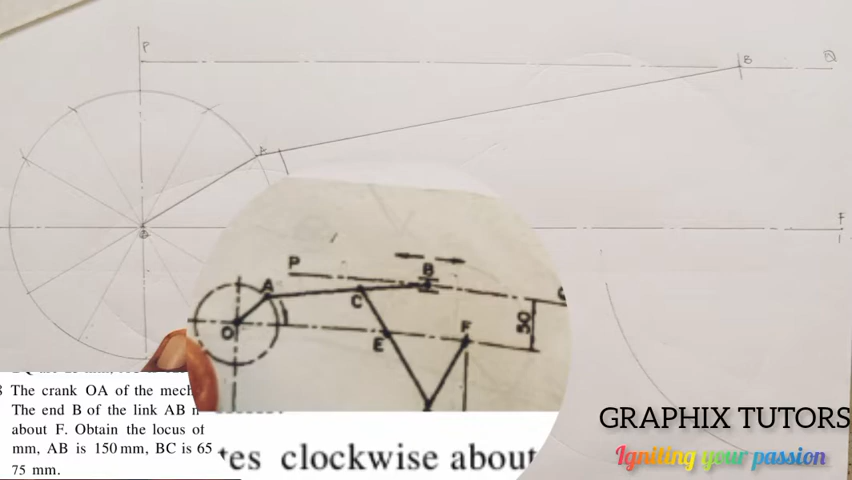 P
B
Q
A
F
P
B
A
C
O
E
F
50
8 The crank OA of the mech
The end B of the link AB
about F. Obtain the locus of
mm, AB is 150 mm, BC is 65
75 mm.
tes clockwise about
GRAPHIX TUTORS
Igniting your passion